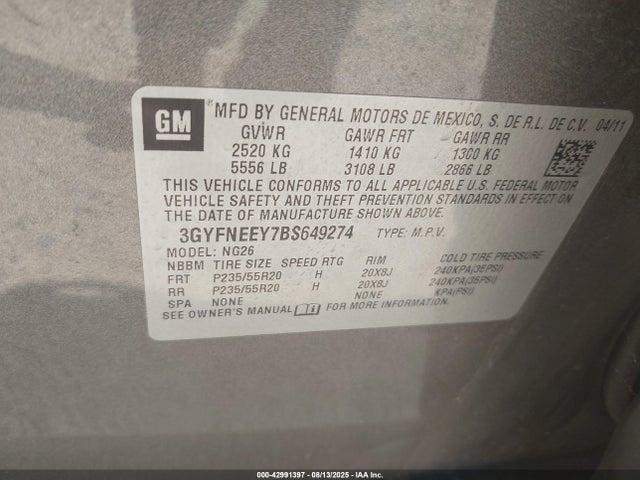 GM
®MFD BY GENERAL MOTORS DE MEXICO, S. DE R.L. DE C.V. 04/11
GVWR GAWR FRT GAWR RR
2520 KG 1410 KG 1300 KG
5556 LB 3108 LB 2866 LB
THIS VEHICLE CONFORMS TO ALL APPLICABLE U.S. FEDERAL MOTOR
VEHICLE SAFETY AND THEFT PREVENTION STANDARDS IN EFFECT ON
THE DATE OF MANUFACTURE SHOWN ABOVE.
3GYFNEEY7BS649274 TYPE: M.P.V.
MODEL: NG26
NBBM TIRE SIZE SPEED RTG RIM COLD TIRE PRESSURE
FRT P235/55R20 H 20X8J 240KPA(35PSI)
RR P235/55R20 H 20X8J 240KPA(35PSI)
SPA NONE NONE KPA(PSI)
SEE OWNER'S MANUAL FOR MORE INFORMATION.
000-42991397 - 08/13/2025 - IAA Inc.